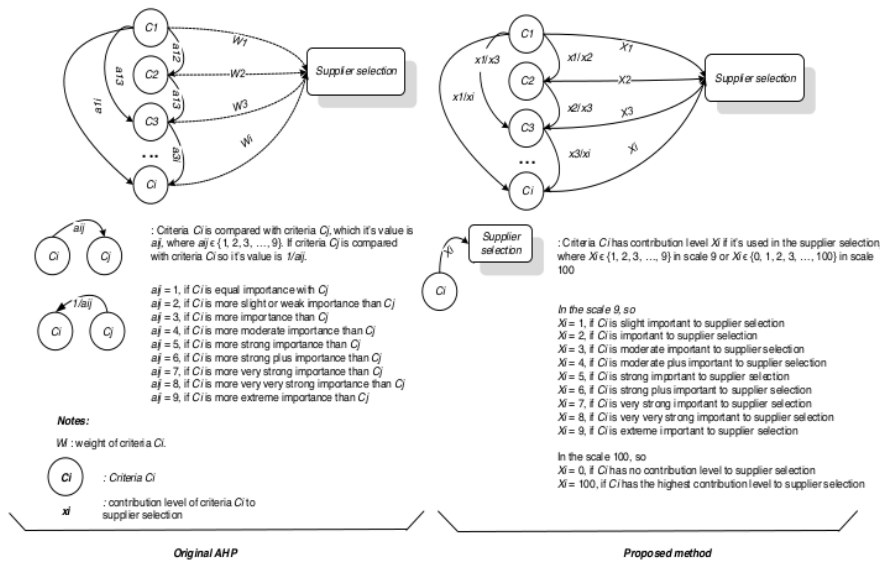 C1
a12
a13
a1i
W1
C2
W2
Supplier selection
a13
C3
W3
a3i
...
Wi
Ci
aij
Ci
Cj
: Criteria Ci is compared with criteria Cj, which it's value is
aij, where aij ϵ {1, 2, 3, ..., 9}. If criteria Cj is compared
with criteria Ci so it's value is 1/aij.
1/aij
Ci
Cj
aij = 1, if Ci is equal importance with Cj
aij = 2, if Ci is more slight or weak importance than Cj
aij = 3, if Ci is more importance than Cj
aij = 4, if Ci is more moderate importance than Cj
aij = 5, if Ci is more strong importance than Cj
aij = 6, if Ci is more strong plus importance than Cj
aij = 7, if Ci is more very strong importance than Cj
aij = 8, if Ci is more very very strong importance than Cj
aij = 9, if Ci is more extreme importance than Cj
Notes:
Wi : weight of criteria Ci.
Ci
: Criteria Ci
xi
: contribution level of criteria Ci to
supplier selection
Original AHP
C1
x1/x2
x1/x3
x1/xi
X1
C2
X2
Supplier selection
x2/x3
C3
X3
x3/xi
...
Xi
Ci
Xi
Supplier
selection
Ci
: Criteria Ci has contribution level Xi if it's used in the supplier selection,
where Xi ϵ {1, 2, 3, ..., 9} in scale 9 or Xi ϵ {0, 1, 2, 3, ..., 100} in scale
100
In the scale 9, so
Xi = 1, if Ci is slight important to supplier selection
Xi = 2, if Ci is important to supplier selection
Xi = 3, if Ci is moderate important to supplier selection
Xi = 4, if Ci is moderate plus important to supplier selection
Xi = 5, if Ci is strong important to supplier selection
Xi = 6, if Ci is strong plus important to supplier selection
Xi = 7, if Ci is very strong important to supplier selection
Xi = 8, if Ci is very very strong important to supplier selection
Xi = 9, if Ci is extreme important to supplier selection
In the scale 100, so
Xi = 0, if Ci has no contribution level to supplier selection
Xi = 100, if Ci has the highest contribution level to supplier selection
Proposed method